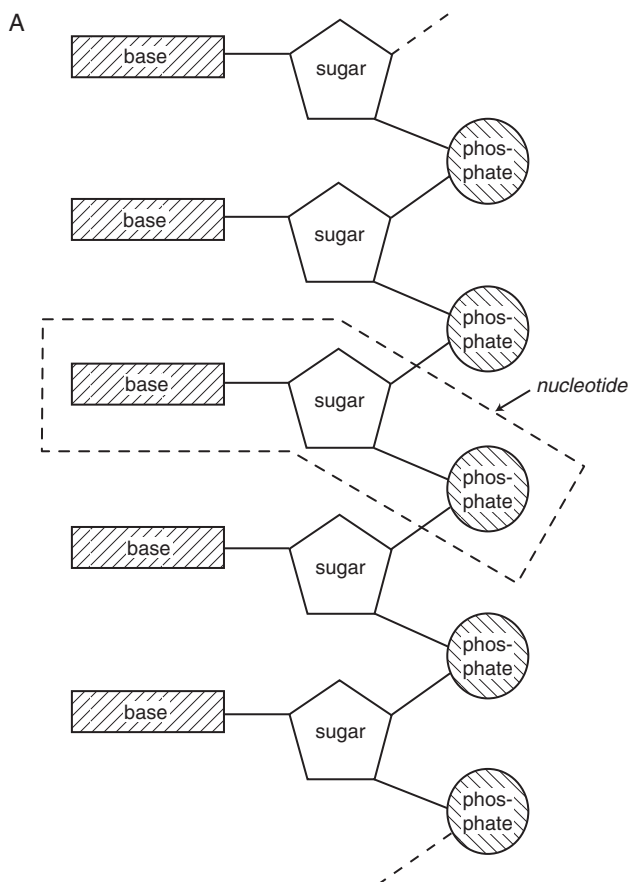 A
base
sugar
phos-
phate
base
sugar
phos-
phate
base
sugar
nucleotide
phos-
phate
base
sugar
phos-
phate
base
sugar
phos-
phate